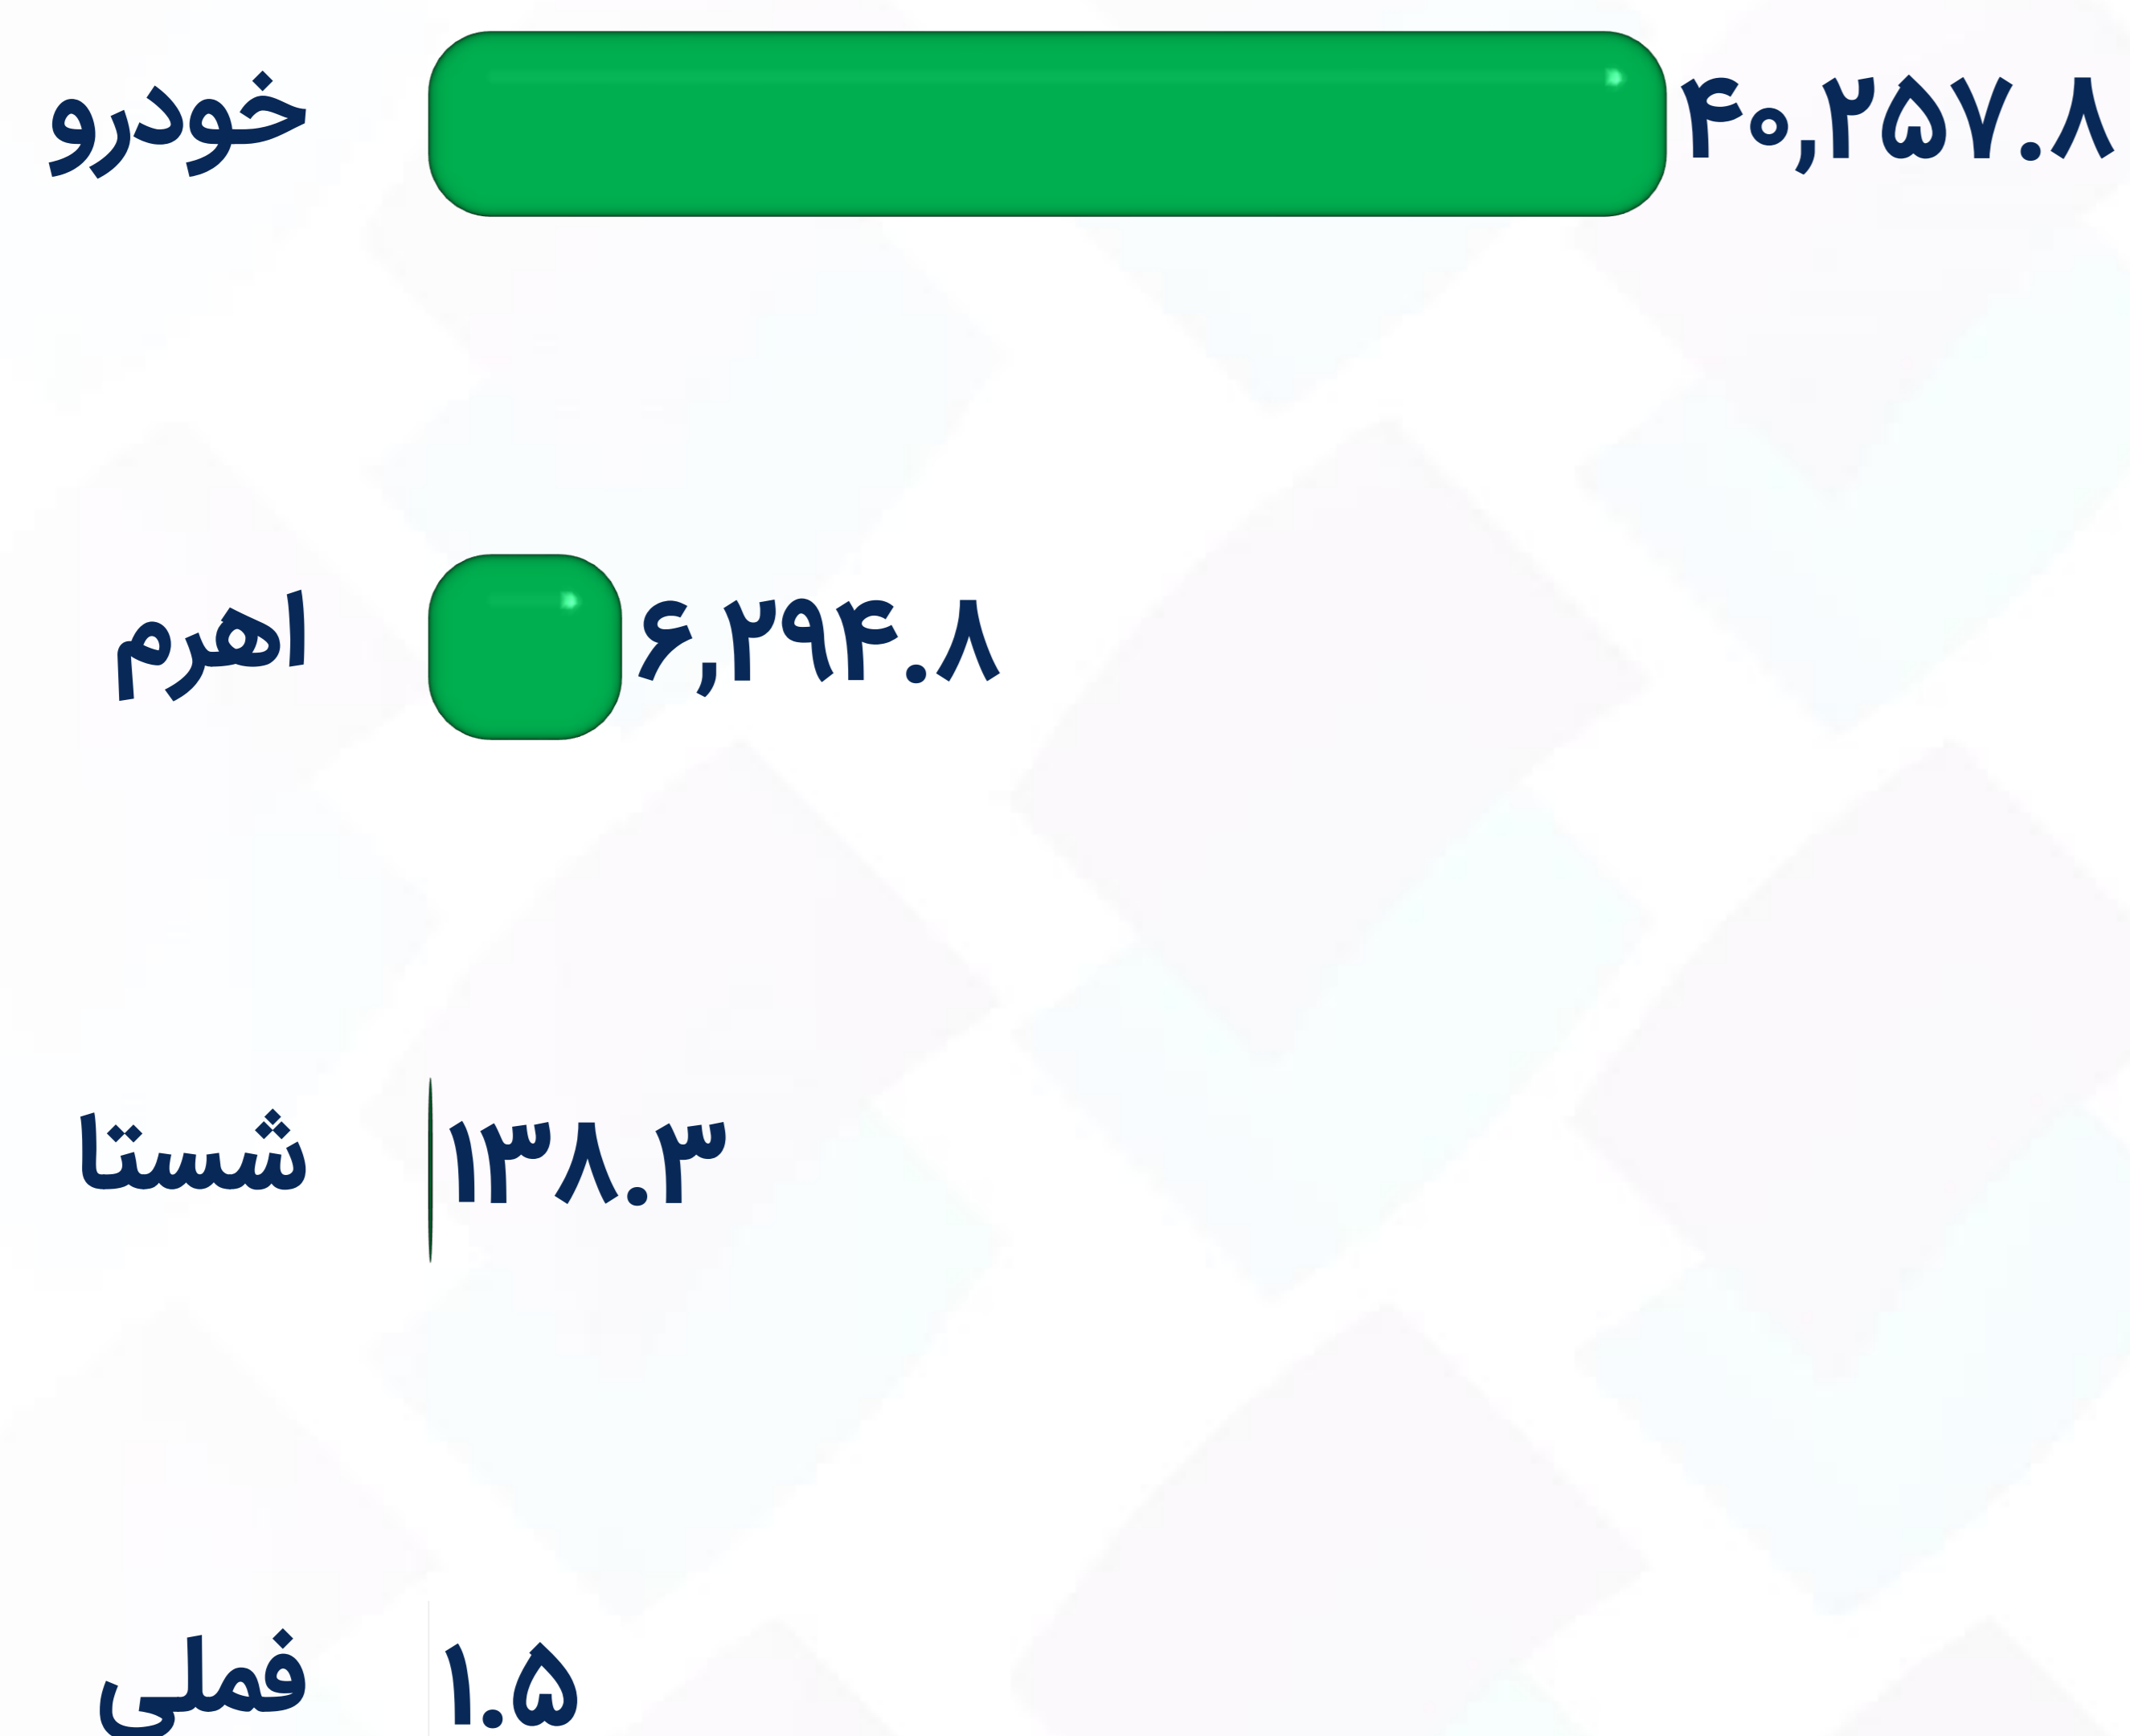 خودرو ۴۰,۲۵۷.۸
اهرم ۶,۲۹۴.۸
شستا ۱۳۸.۳
فملی ۱.۵